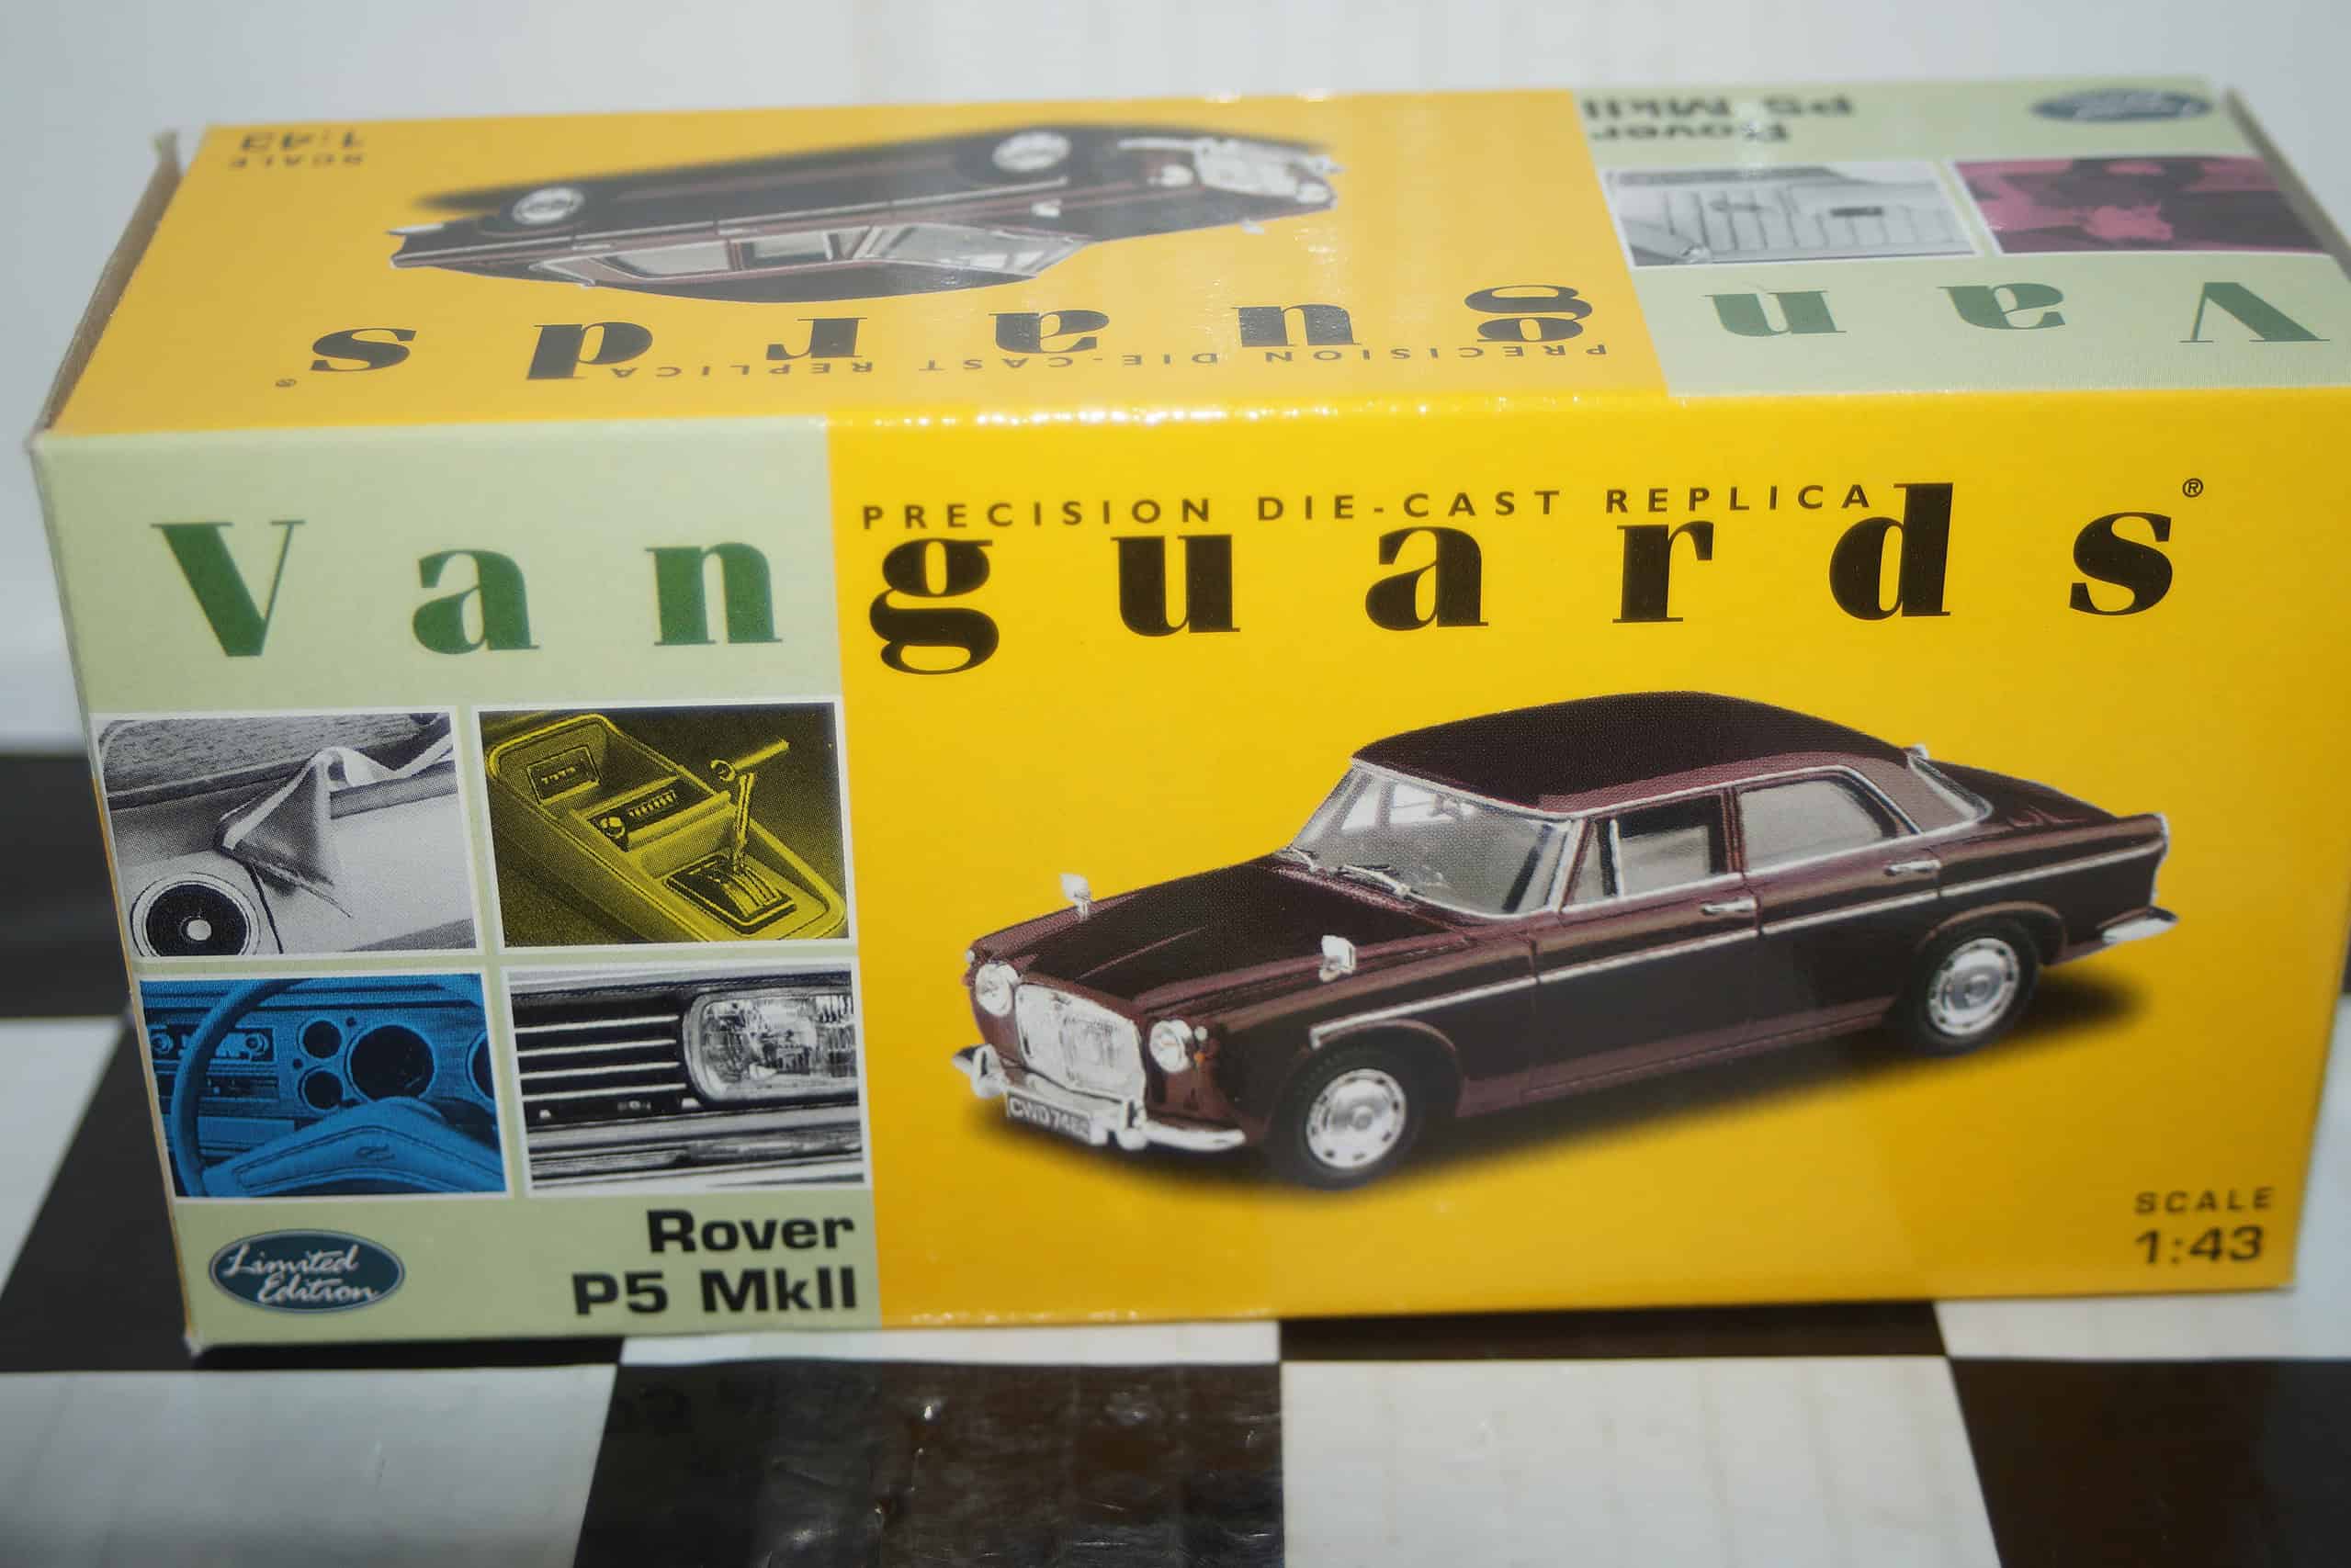 SCALE
1:43
Rover
P5 MkII
Vanguards®
PRECISION DIE-CAST REPLICA
PRECISION DIE-CAST REPLICA
Vanguards®
Limited
Edition
Rover
P5 MkII
SCALE
1:43